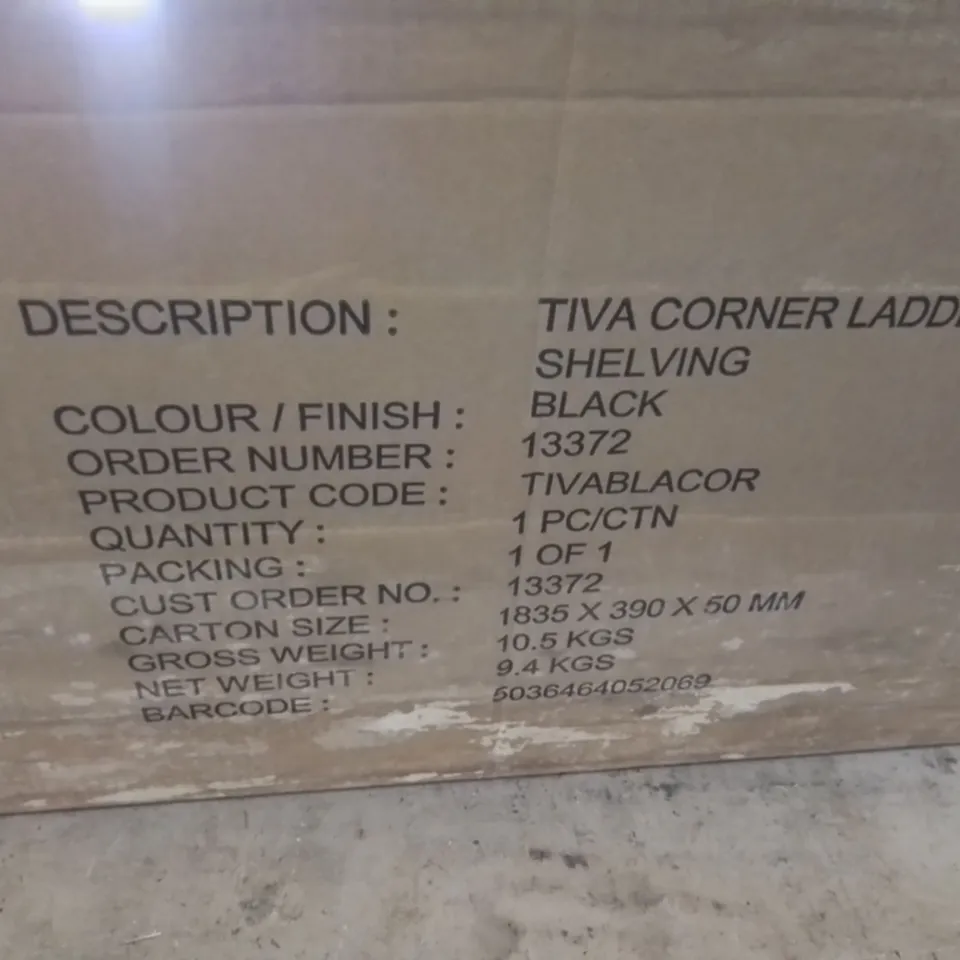 DESCRIPTION : TIVA CORNER LADD
SHELVING
COLOUR / FINISH : BLACK
ORDER NUMBER : 13372
PRODUCT CODE : TIVABLACOR
QUANTITY : 1 PC/CTN
PACKING : 1 OF 1
CUST ORDER NO. : 13372
CARTON SIZE : 1835 X 390 X 50 MM
GROSS WEIGHT : 10.5 KGS
NET WEIGHT : 9.4 KGS
BARCODE : 5036464052069